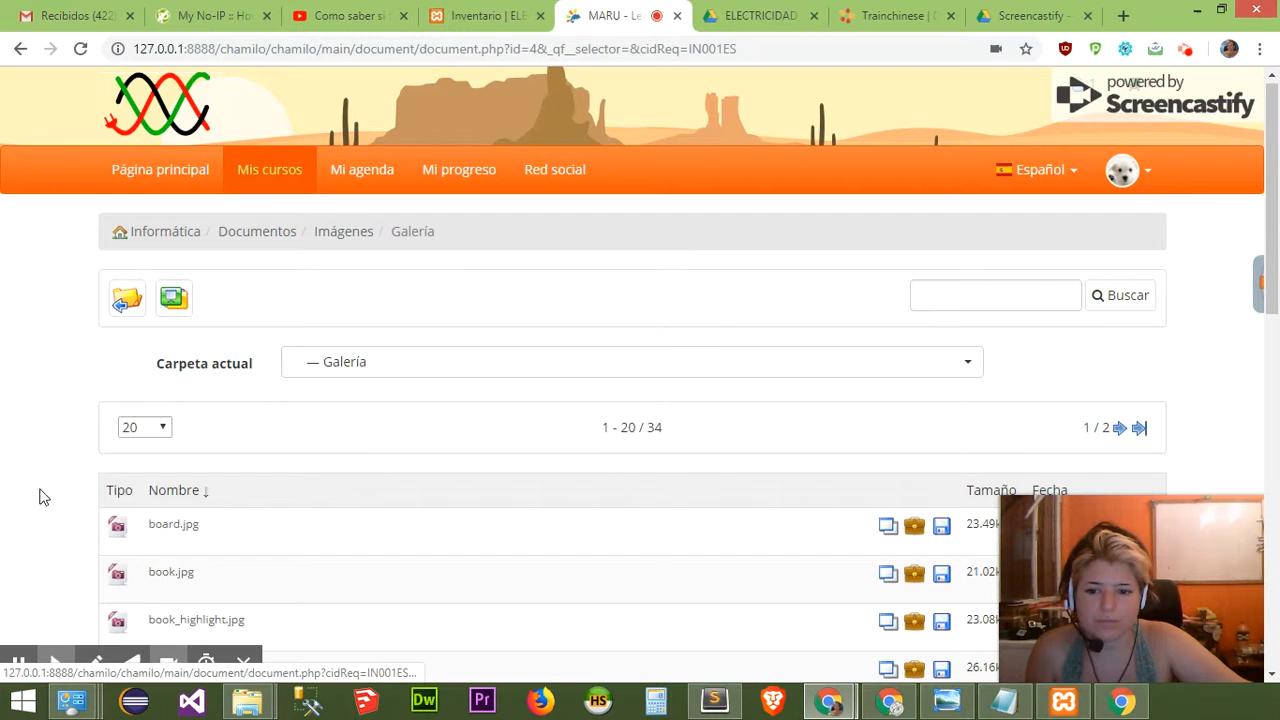 Recibidos (422)
My No-IP :: Ho
Como saber si
Inventario | ELE
MARU - Le
ELECTRICIDAD
Trainchinese | D
Screencastify -
127.0.0.1:8888/chamilo/chamilo/main/document/document.php?id=4&_qf__selector=&cidReq=IN001ES
powered by
Screencastify
Página principal
Mis cursos
Mi agenda
Mi progreso
Red social
Español
Informática / Documentos / Imágenes / Galería
Buscar
Carpeta actual
— Galería
20
1 - 20 / 34
1 / 2
Tipo
Nombre ↓
Tamaño
Fecha
board.jpg
23.49k
book.jpg
21.02k
book_highlight.jpg
23.08k
26.16k
127.0.0.1:8888/chamilo/chamilo/main/document/document.php?cidReq=IN001ES...
Dw
Pr
HS
S